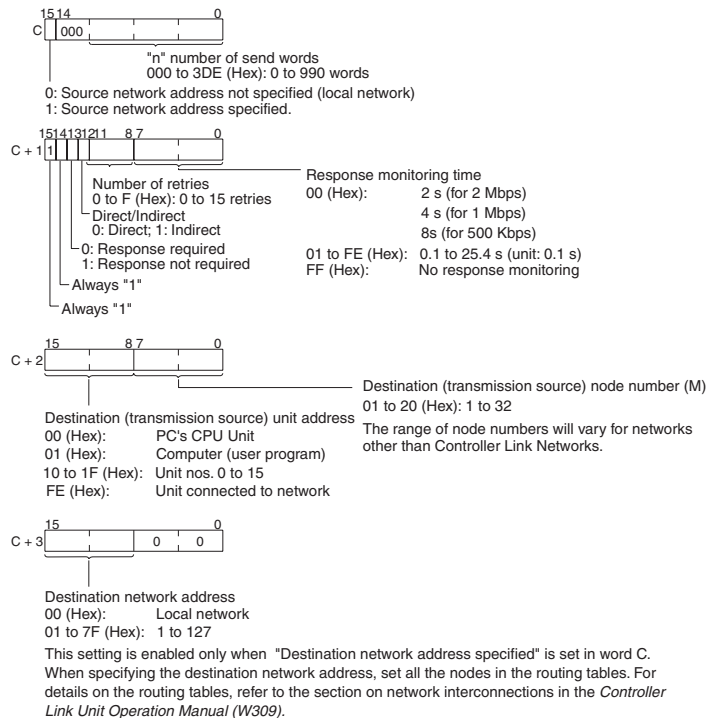 15 14 0
C 000
"n" number of send words
000 to 3DE (Hex): 0 to 990 words
0: Source network address not specified (local network)
1: Source network address specified.
15 14 13 12 11 8 7 0
C + 1 1
Response monitoring time
00 (Hex): 2 s (for 2 Mbps)
4 s (for 1 Mbps)
8s (for 500 Kbps)
01 to FE (Hex): 0.1 to 25.4 s (unit: 0.1 s)
FF (Hex): No response monitoring
Number of retries
0 to F (Hex): 0 to 15 retries
Direct/Indirect
0: Direct; 1: Indirect
0: Response required
1: Response not required
Always "1"
Always "1"
15 8 7 0
C + 2
Destination (transmission source) node number (M)
01 to 20 (Hex): 1 to 32
The range of node numbers will vary for networks
other than Controller Link Networks.
Destination (transmission source) unit address
00 (Hex): PC's CPU Unit
01 (Hex): Computer (user program)
10 to 1F (Hex): Unit nos. 0 to 15
FE (Hex): Unit connected to network
15 0
C + 3 0 0
Destination network address
00 (Hex): Local network
01 to 7F (Hex): 1 to 127
This setting is enabled only when "Destination network address specified" is set in word C.
When specifying the destination network address, set all the nodes in the routing tables. For
details on the routing tables, refer to the section on network interconnections in the Controller
Link Unit Operation Manual (W309).